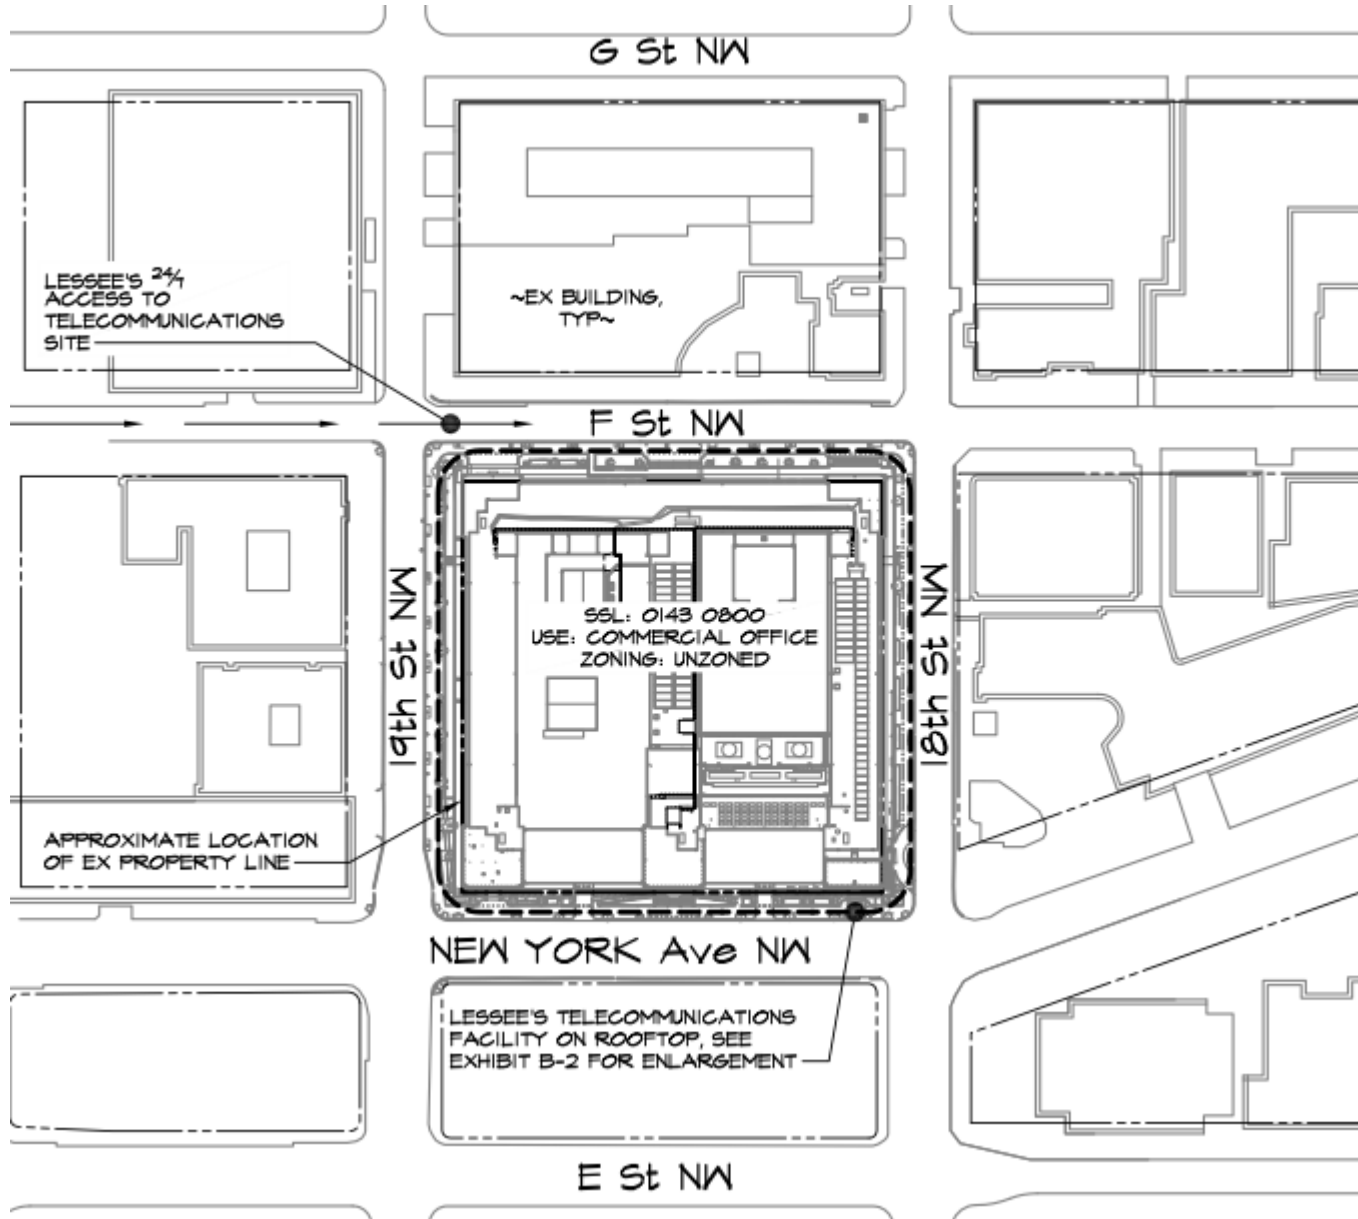 G St NW
LESSEE'S 24/7
ACCESS TO
TELECOMMUNICATIONS
SITE
~EX BUILDING,
TYP~
F St NW
19th St NW
SSL: 0143 0800
USE: COMMERCIAL OFFICE
ZONING: UNZONED
18th St NW
APPROXIMATE LOCATION
OF EX PROPERTY LINE
NEW YORK Ave NW
LESSEE'S TELECOMMUNICATIONS
FACILITY ON ROOFTOP, SEE
EXHIBIT B-2 FOR ENLARGEMENT
E St NW